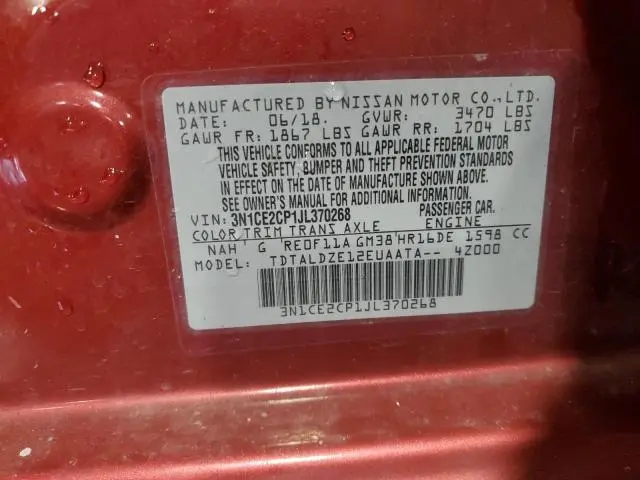 MANUFACTURED BY NISSAN MOTOR CO.,LTD.
DATE: 06/18. GVWR: 3470 LBS
GAWR FR: 1867 LBS GAWR RR: 1704 LBS
THIS VEHICLE CONFORMS TO ALL APPLICABLE FEDERAL MOTOR
VEHICLE SAFETY, BUMPER AND THEFT PREVENTION STANDARDS
IN EFFECT ON THE DATE OF MANUFACTURE SHOWN ABOVE.
SEE OWNER'S MANUAL FOR ADDITIONAL INFORMATION.
VIN: 3N1CE2CP1JL370268 PASSENGER CAR.
COLOR TRIM TRANS AXLE ENGINE
NAH' G 'RE0F11A GM38'HR16DE 1598 CC
MODEL: TDTALDZE12EUAATA-- 4Z000
3N1CE2CP1JL370268